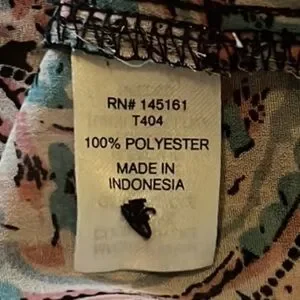 RN# 145161
T404
100% POLYESTER
MADE IN
INDONESIA